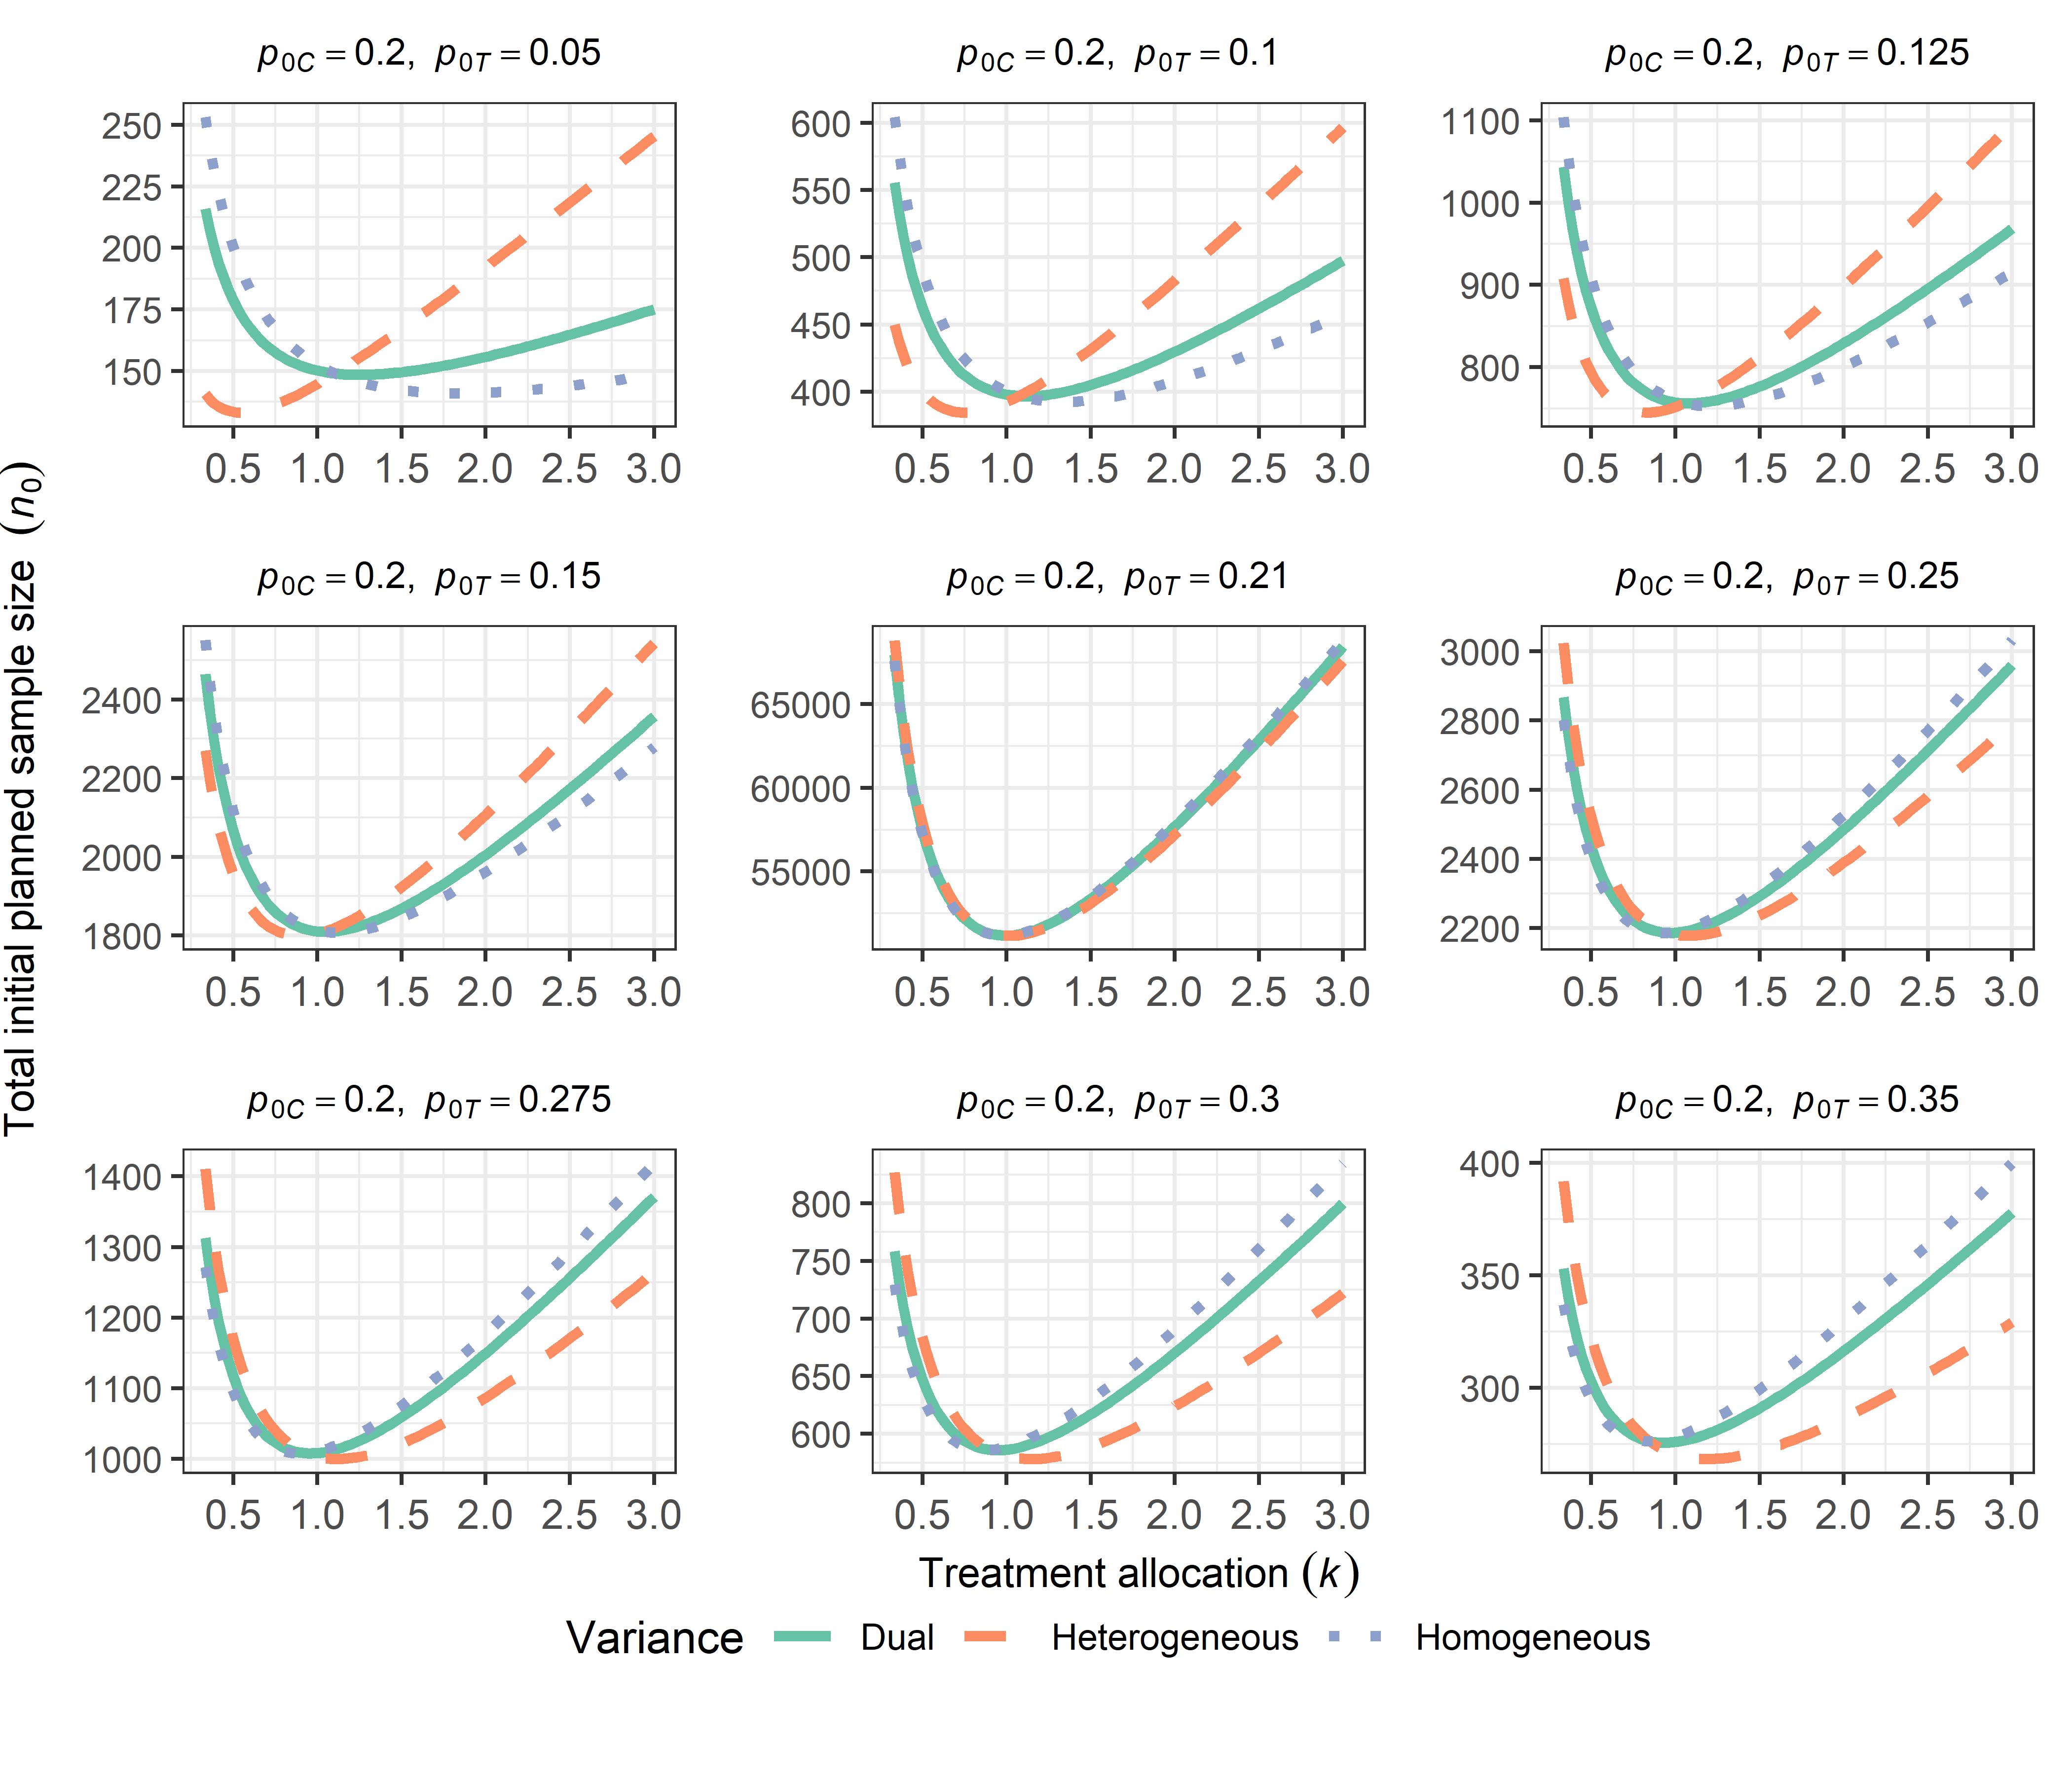 p0C = 0.2, p0T = 0.05
p0C = 0.2, p0T = 0.1
p0C = 0.2, p0T = 0.125
250
225
200
175
150
0.5 1.0 1.5 2.0 2.5 3.0
600
550
500
450
400
0.5 1.0 1.5 2.0 2.5 3.0
1100
1000
900
800
0.5 1.0 1.5 2.0 2.5 3.0
Total initial planned sample size (n0)
p0C = 0.2, p0T = 0.15
p0C = 0.2, p0T = 0.21
p0C = 0.2, p0T = 0.25
2400
2200
2000
1800
0.5 1.0 1.5 2.0 2.5 3.0
65000
60000
55000
0.5 1.0 1.5 2.0 2.5 3.0
3000
2800
2600
2400
2200
0.5 1.0 1.5 2.0 2.5 3.0
p0C = 0.2, p0T = 0.275
p0C = 0.2, p0T = 0.3
p0C = 0.2, p0T = 0.35
1400
1300
1200
1100
1000
0.5 1.0 1.5 2.0 2.5 3.0
800
750
700
650
600
0.5 1.0 1.5 2.0 2.5 3.0
400
350
300
0.5 1.0 1.5 2.0 2.5 3.0
Treatment allocation (k)
Variance Dual Heterogeneous Homogeneous